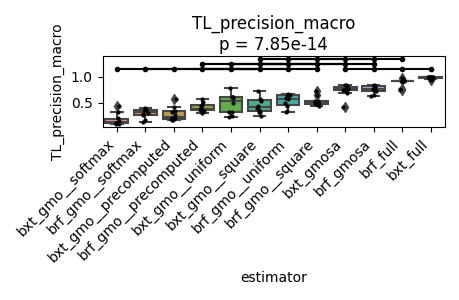 TL_precision_macro
p = 7.85e-14
TL_precision_macro
1.0
0.5
bxt_gmo__softmax
brf_gmo__softmax
bxt_gmo__precomputed
brf_gmo__precomputed
bxt_gmo__uniform
bxt_gmo__square
brf_gmo__uniform
brf_gmo__square
bxt_gmosa
brf_gmosa
brf_full
bxt_full
estimator